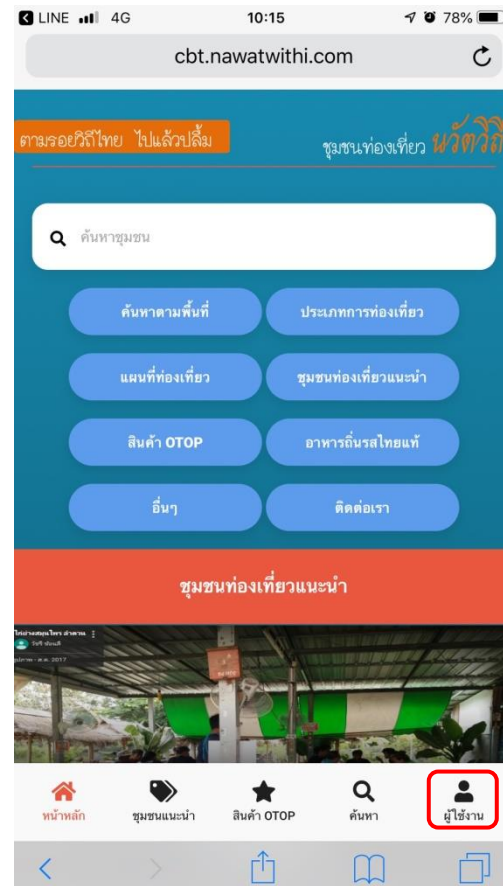 LINE 4G 10:15 78%
cbt.nawatwithi.com
ตามรอยวิถีไทย ไปแล้วปลื้ม ชุมชนท่องเที่ยว นวัตวิถี
ค้นหาชุมชน
ค้นหาตามพื้นที่ ประเภทการท่องเที่ยว
แผนที่ท่องเที่ยว ชุมชนท่องเที่ยวแนะนำ
สินค้า OTOP อาหารถิ่นรสไทยแท้
อื่นๆ ติดต่อเรา
ชุมชนท่องเที่ยวแนะนำ
หน้าหลัก ชุมชนแนะนำ สินค้า OTOP ค้นหา ผู้ใช้งาน